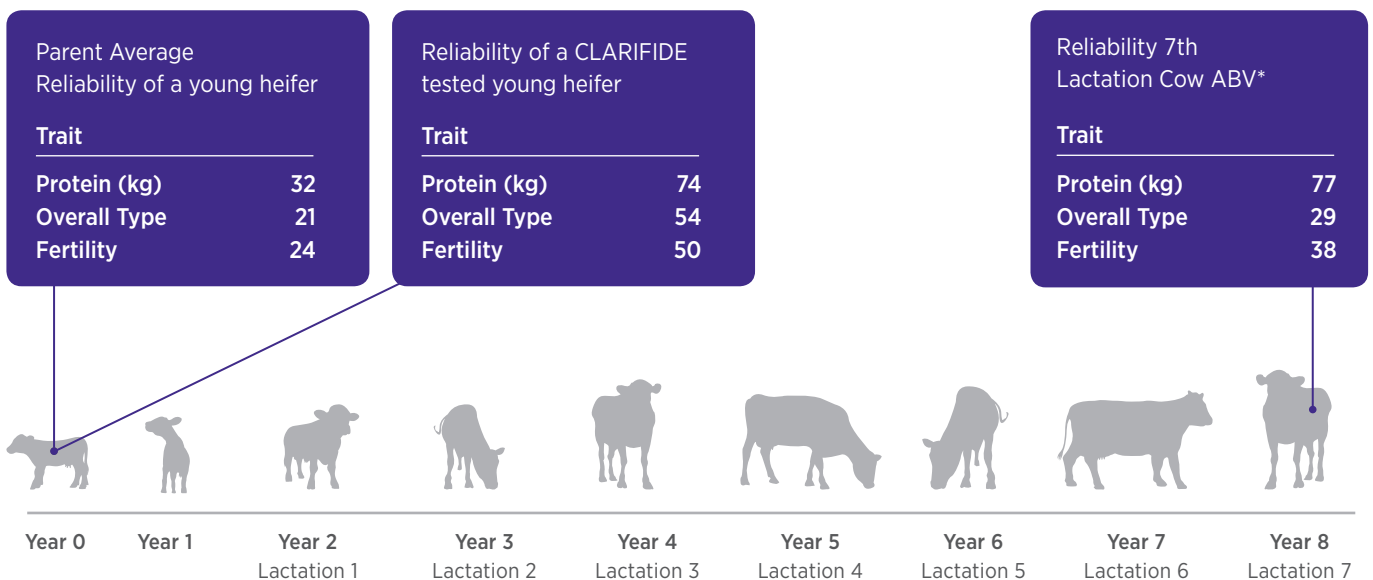 Parent Average
Reliability of a young heifer
Trait
Protein (kg) 32
Overall Type 21
Fertility 24
Reliability of a CLARIFIDE
tested young heifer
Trait
Protein (kg) 74
Overall Type 54
Fertility 50
Reliability 7th
Lactation Cow ABV*
Trait
Protein (kg) 77
Overall Type 29
Fertility 38
Year 0 Year 1 Year 2 Year 3 Year 4 Year 5 Year 6 Year 7 Year 8
Lactation 1 Lactation 2 Lactation 3 Lactation 4 Lactation 5 Lactation 6 Lactation 7